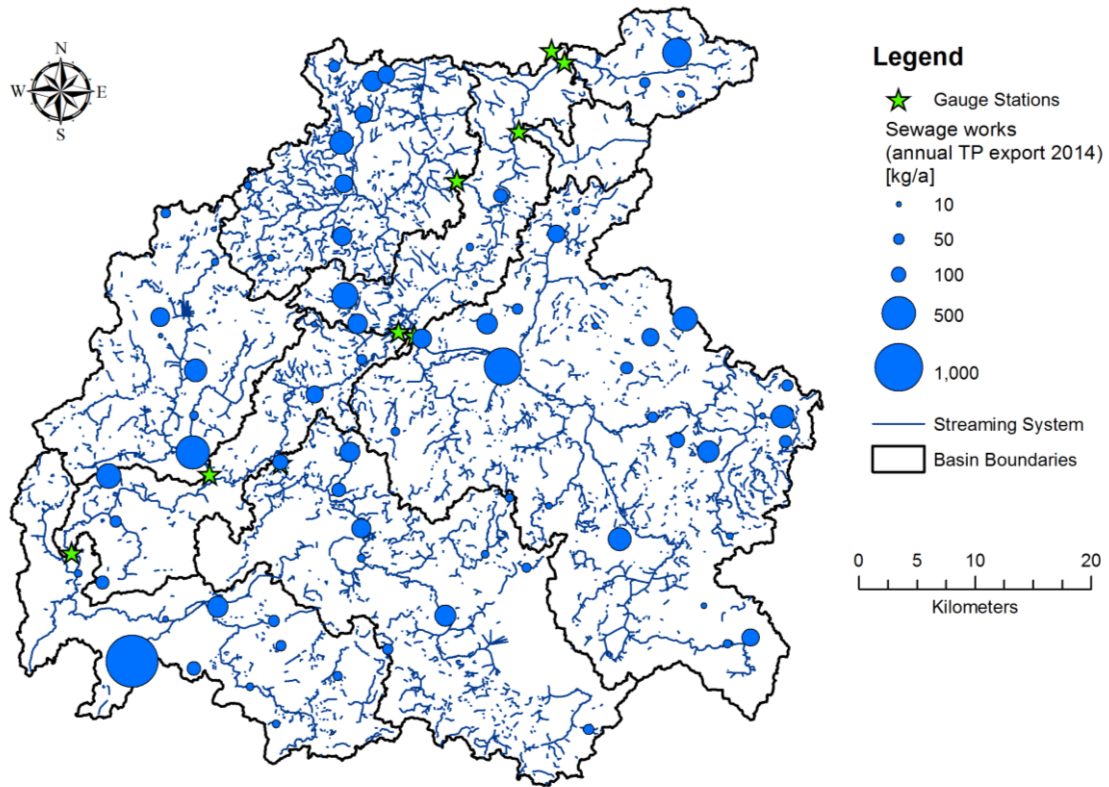 N
W E
S
Legend
Gauge Stations
Sewage works
(annual TP export 2014)
[kg/a]
10
50
100
500
1,000
Streaming System
Basin Boundaries
0 5 10 15 20
Kilometers